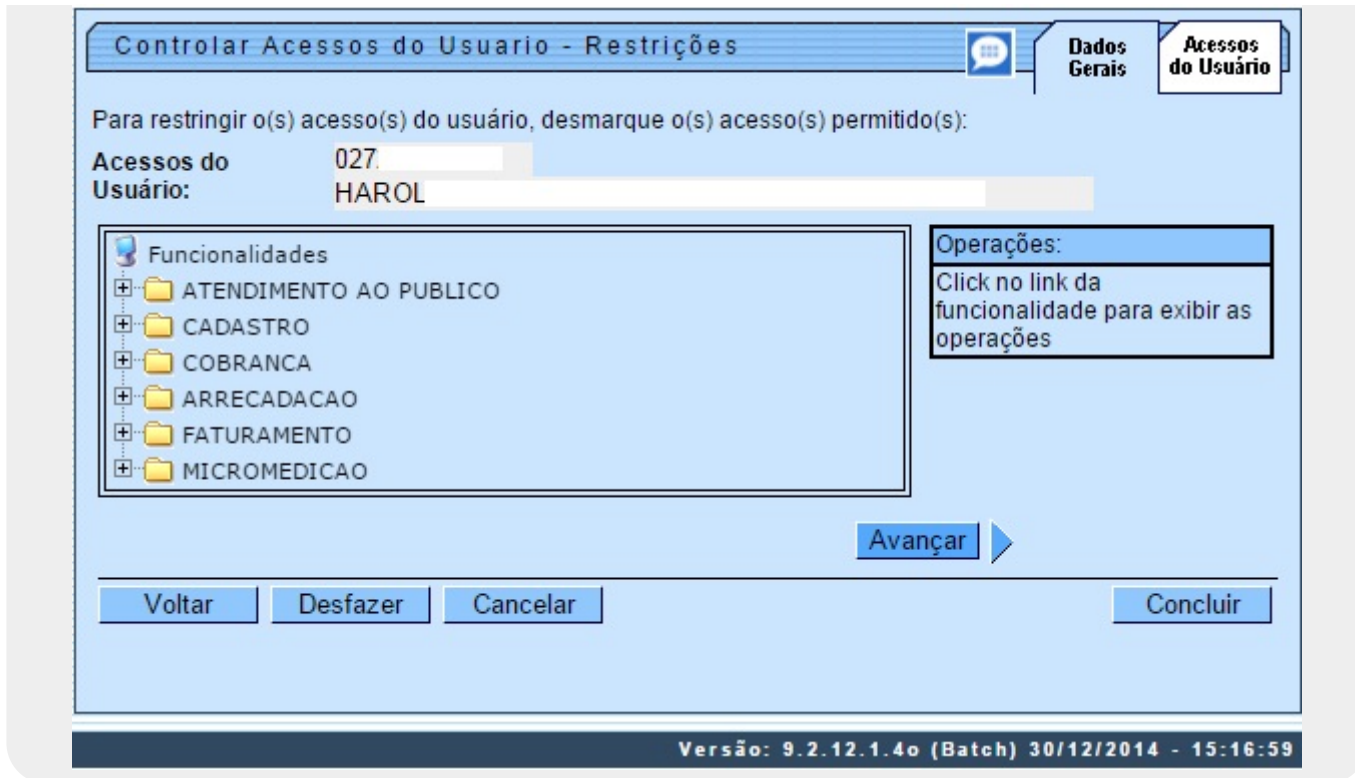 Controlar Acessos do Usuario - Restrições
Dados Gerais
Acessos do Usuário
Para restringir o(s) acesso(s) do usuário, desmarque o(s) acesso(s) permitido(s):
Acessos do Usuário:
027
HAROL
Funcionalidades
ATENDIMENTO AO PUBLICO
CADASTRO
COBRANCA
ARRECADACAO
FATURAMENTO
MICROMEDICAO
Operações:
Click no link da
funcionalidade para exibir as
operações
Avançar
Voltar
Desfazer
Cancelar
Concluir
Versão: 9.2.12.1.4o (Batch) 30/12/2014 - 15:16:59